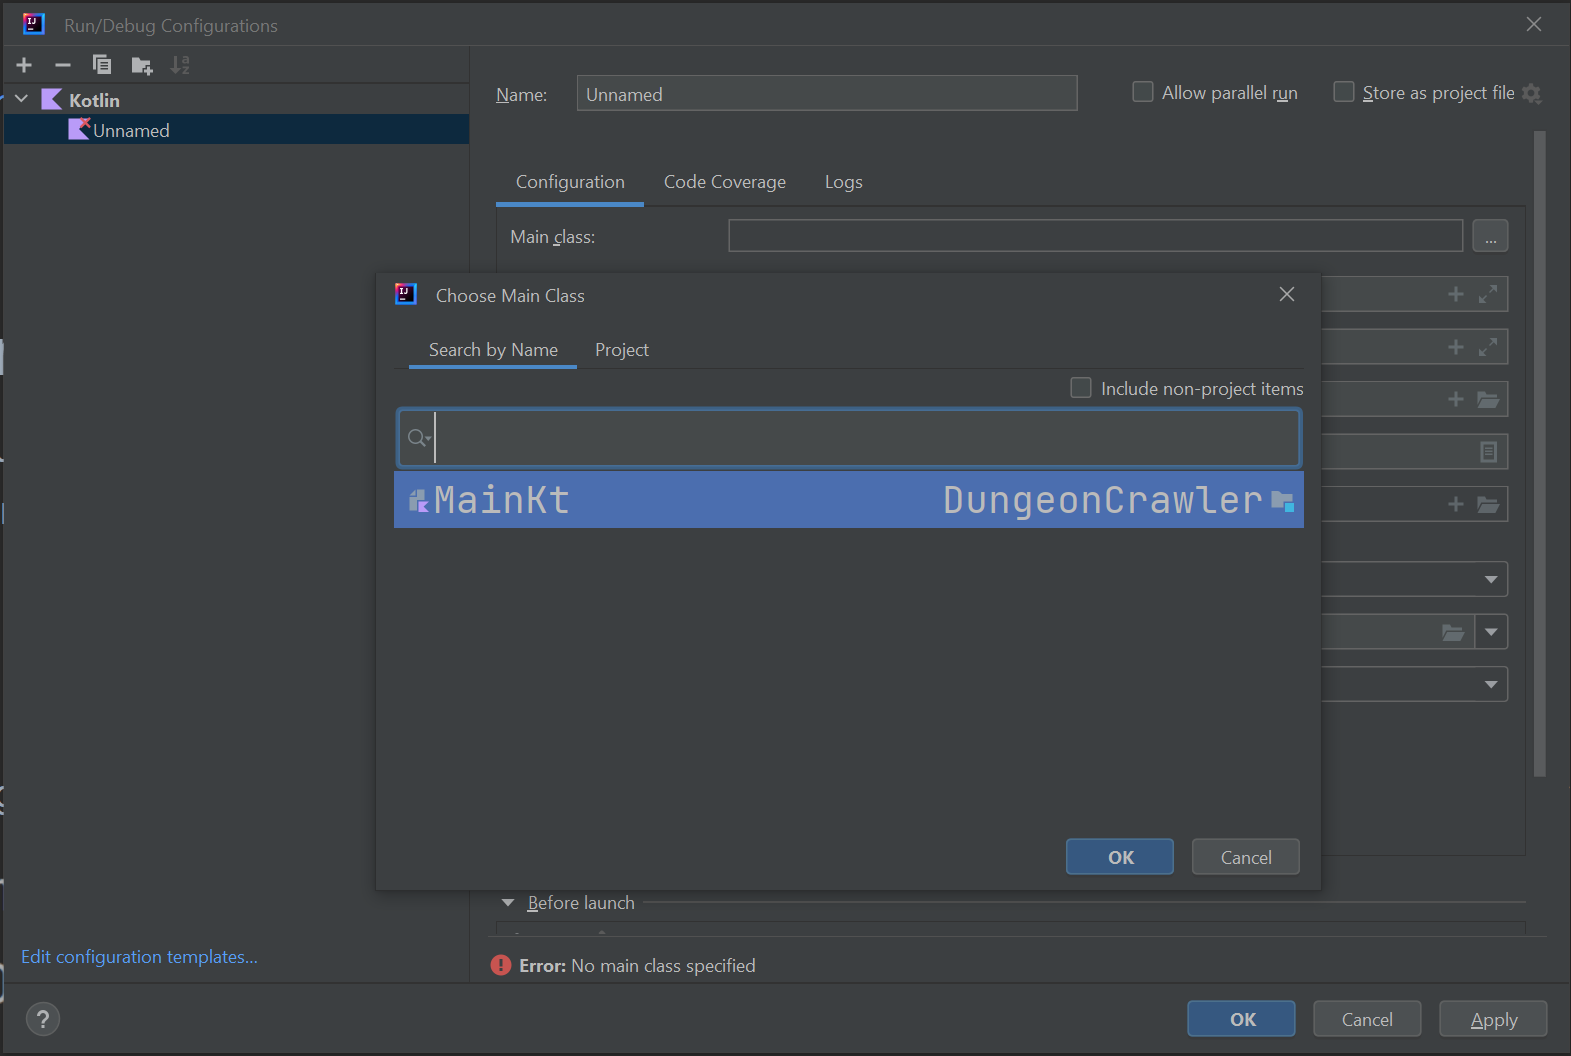 Run/Debug Configurations
Kotlin
Unnamed
Name: Unnamed Allow parallel run Store as project file
Configuration Code Coverage Logs
Main class: ...
Choose Main Class
Search by Name Project
Include non-project items
MainKt DungeonCrawler
OK Cancel
Before launch
Edit configuration templates...
Error: No main class specified
? OK Cancel Apply